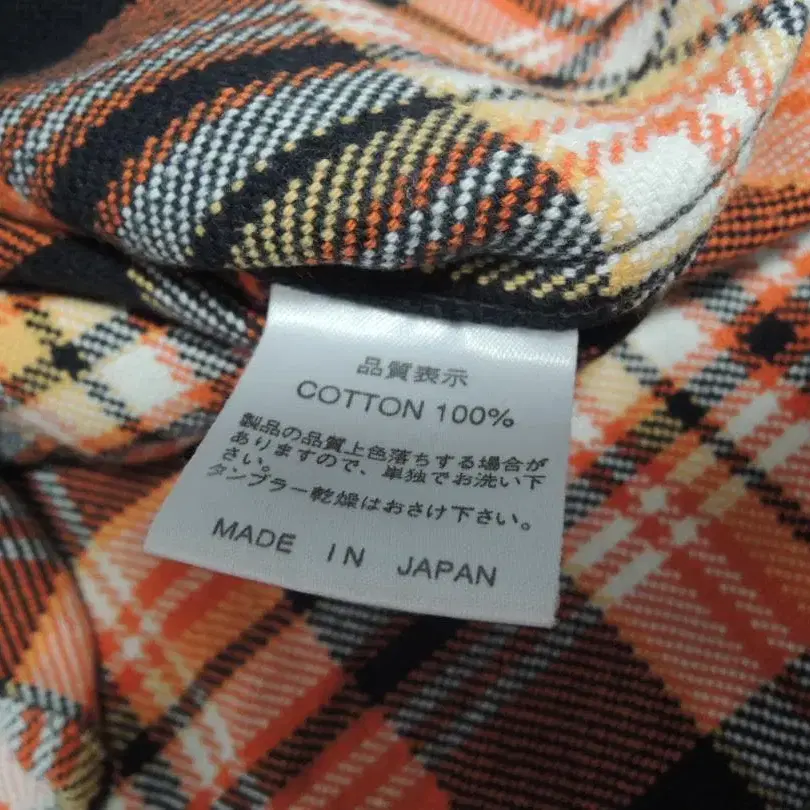 品質表示
COTTON 100%
製品の品質上色落ちする場合が
ありますので、単独でお洗い下
さい。
タンブラー乾燥はおさけ下さい。
MADE IN JAPAN